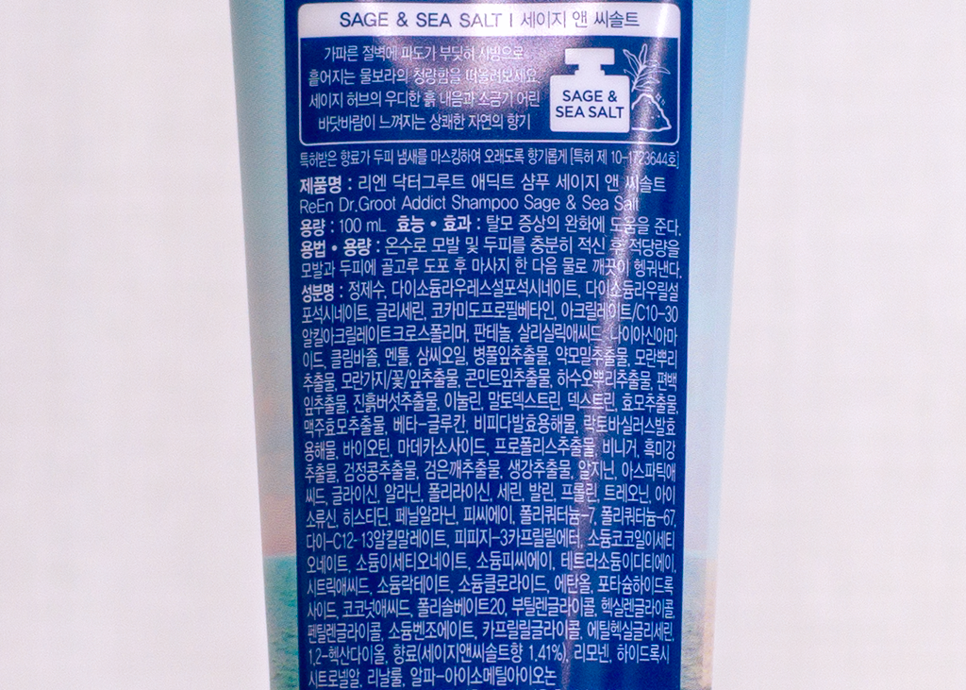 SAGE & SEA SALT I 세이지 앤 씨솔트
가파른 절벽에 파도가 부딪혀 사방으로
흩어지는 물보라의 청량함을 떠올려보세요.
세이지 허브의 우디한 흙 내음과 소금기 어린
바닷바람이 느껴지는 상쾌한 자연의 향기
SAGE &
SEA SALT
특허받은 향료가 두피 냄새를 마스킹하여 오래도록 향기롭게 [특허 제 10-1723644호]
제품명 : 리엔 닥터그루트 애딕트 샴푸 세이지 앤 씨솔트
ReEn Dr.Groot Addict Shampoo Sage & Sea Salt
용량 : 100 mL 효능 • 효과 : 탈모 증상의 완화에 도움을 준다.
용법 • 용량 : 온수로 모발 및 두피를 충분히 적신 후 적당량을
모발과 두피에 골고루 도포 후 마사지 한 다음 물로 깨끗이 헹궈낸다.
성분명 : 정제수, 다이소듐라우레스설포석시네이트, 다이소듐라우릴설
포석시네이트, 글리세린, 코카미도프로필베타인, 아크릴레이트/C10-30
알킬아크릴레이트크로스폴리머, 판테놀, 살리실릭애씨드, 나이아신아마
이드, 클림바졸, 멘톨, 삼씨오일, 병풀잎추출물, 약모밀추출물, 모란뿌리
추출물, 모란가지/꽃/잎추출물, 콘민트잎추출물, 하수오뿌리추출물, 편백
잎추출물, 진흙버섯추출물, 이눌린, 말토덱스트린, 덱스트린, 효모추출물,
맥주효모추출물, 베타-글루칸, 비피다발효용해물, 락토바실러스발효
용해물, 바이오틴, 마데카소사이드, 프로폴리스추출물, 비니거, 흑미강
추출물, 검정콩추출물, 검은깨추출물, 생강추출물, 알지닌, 아스파틱애
씨드, 글라이신, 알라닌, 폴리라이신, 세린, 발린, 프롤린, 트레오닌, 아이
소류신, 히스티딘, 페닐알라닌, 피씨에이, 폴리쿼터늄-7, 폴리쿼터늄-67,
다이-C12-13알킬말레이트, 피피지-3카프릴릴에터, 소듐코코일이세티
오네이트, 소듐이세티오네이트, 소듐피씨에이, 테트라소듐이디티에이,
시트릭애씨드, 소듐락테이트, 소듐클로라이드, 에탄올, 포타슘하이드록
사이드, 코코넛애씨드, 폴리솔베이트20, 부틸렌글라이콜, 헥실렌글라이콜,
펜틸렌글라이콜, 소듐벤조에이트, 카프릴릴글라이콜, 에틸헥실글리세린,
1,2-헥산다이올, 향료(세이지앤씨솔트향 1.41%), 리모넨, 하이드록시
시트로넬알, 리날룰, 알파-아이소메틸아이오논